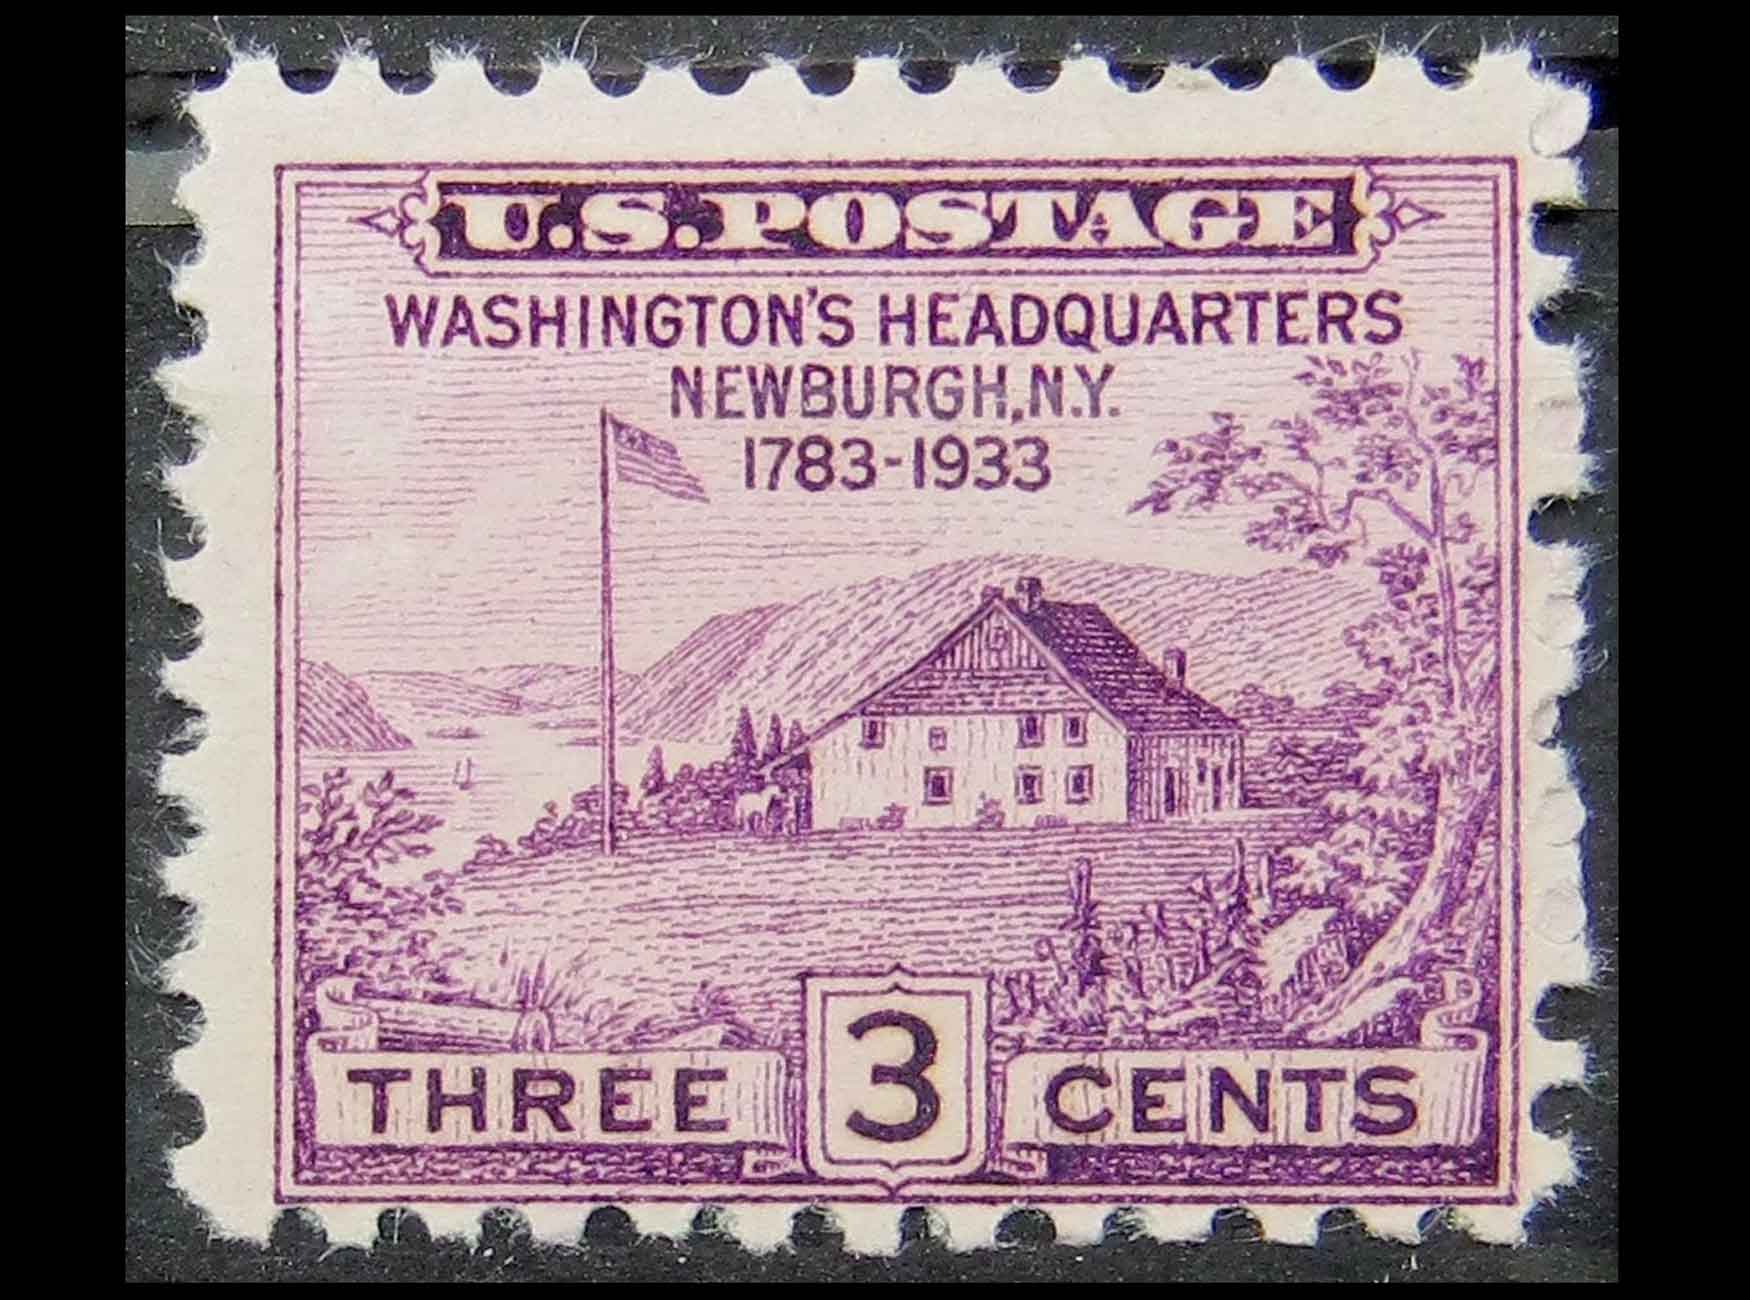 U.S. POSTAGE
WASHINGTON'S HEADQUARTERS
NEWBURGH, N.Y.
1783-1933
THREE 3 CENTS